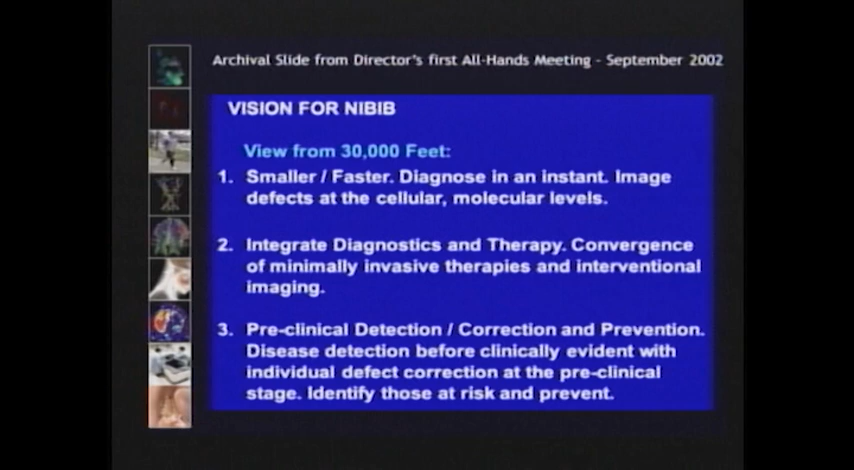 Archival Slide from Director's first All-Hands Meeting - September 2002
VISION FOR NIBIB
View from 30,000 Feet:
1. Smaller / Faster. Diagnose in an instant. Image
defects at the cellular, molecular levels.
2. Integrate Diagnostics and Therapy. Convergence
of minimally invasive therapies and interventional
imaging.
3. Pre-clinical Detection / Correction and Prevention.
Disease detection before clinically evident with
individual defect correction at the pre-clinical
stage. Identify those at risk and prevent.